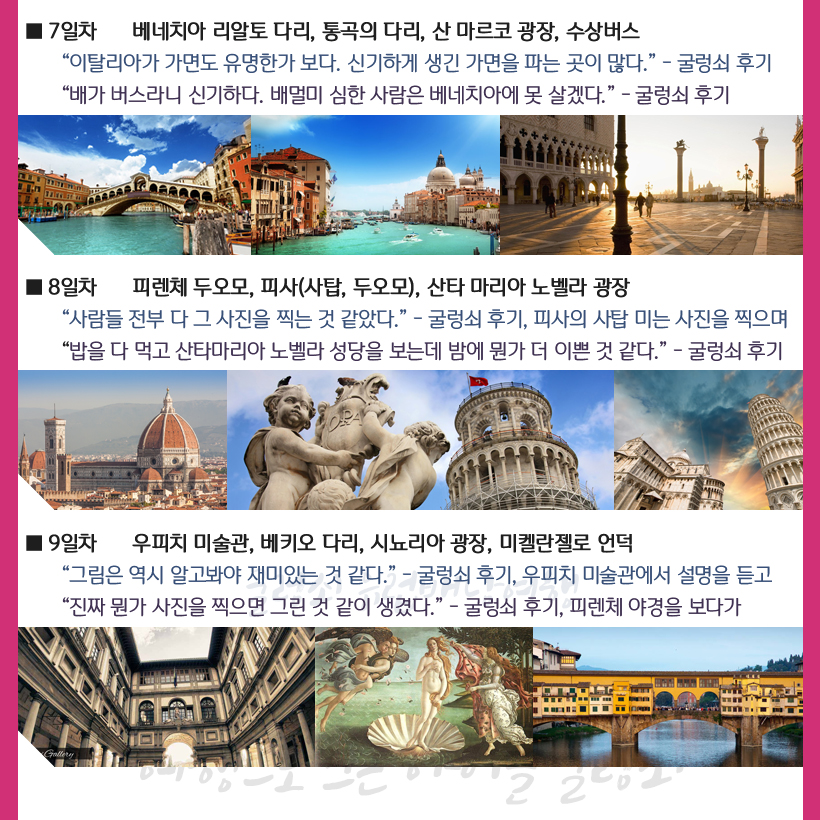 ■ 7일차 베네치아 리알토 다리, 통곡의 다리, 산 마르코 광장, 수상버스
“이탈리아가 가면도 유명한가 보다. 신기하게 생긴 가면을 파는 곳이 많다.” - 굴렁쇠 후기
“배가 버스라니 신기하다. 배멀미 심한 사람은 베네치아에 못 살겠다.” - 굴렁쇠 후기
■ 8일차 피렌체 두오모, 피사(사탑, 두오모), 산타 마리아 노벨라 광장
“사람들 전부 다 그 사진을 찍는 것 같았다.” - 굴렁쇠 후기, 피사의 사탑 미는 사진을 찍으며
“밥을 다 먹고 산타마리아 노벨라 성당을 보는데 밤에 뭔가 더 이쁜 것 같다.” - 굴렁쇠 후기
OPA
■ 9일차 우피치 미술관, 베키오 다리, 시뇨리아 광장, 미켈란젤로 언덕
“그림은 역시 알고봐야 재미있는 것 같다.” - 굴렁쇠 후기, 우피치 미술관에서 설명을 듣고
“진짜 뭔가 사진을 찍으면 그린 것 같이 생겼다.” - 굴렁쇠 후기, 피렌체 야경을 보다가
Gallery